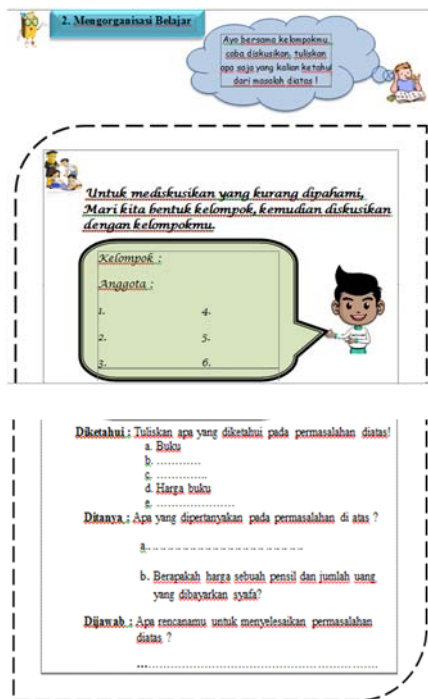 2. Mengorganisasi Belajar
Ayo bersama kelompokmu,
coba diskusikan, tuliskan
apa saja yang kalian ketahui
dari masalah diatas !
Untuk mediskusikan yang kurang dipahami,
Mari kita bentuk kelompok, kemudian diskusikan
dengan kelompokmu.
Kelompok :
Anggota :
1. 4.
2. 5.
3. 6.
Diketahui : Tuliskan apa yang diketahui pada permasalahan diatas!
a. Buku
b. ............
c. ..............
d. Harga buku
e. ......................
Ditanya : Apa yang dipertanyakan pada permasalahan di atas ?
a. ...........................................
b. Berapakah harga sebuah pensil dan jumlah uang
yang dibayarkan syafa?
Dijawab : Apa rencanamu untuk menyelesaikan permasalahan
diatas ?
..................................................................